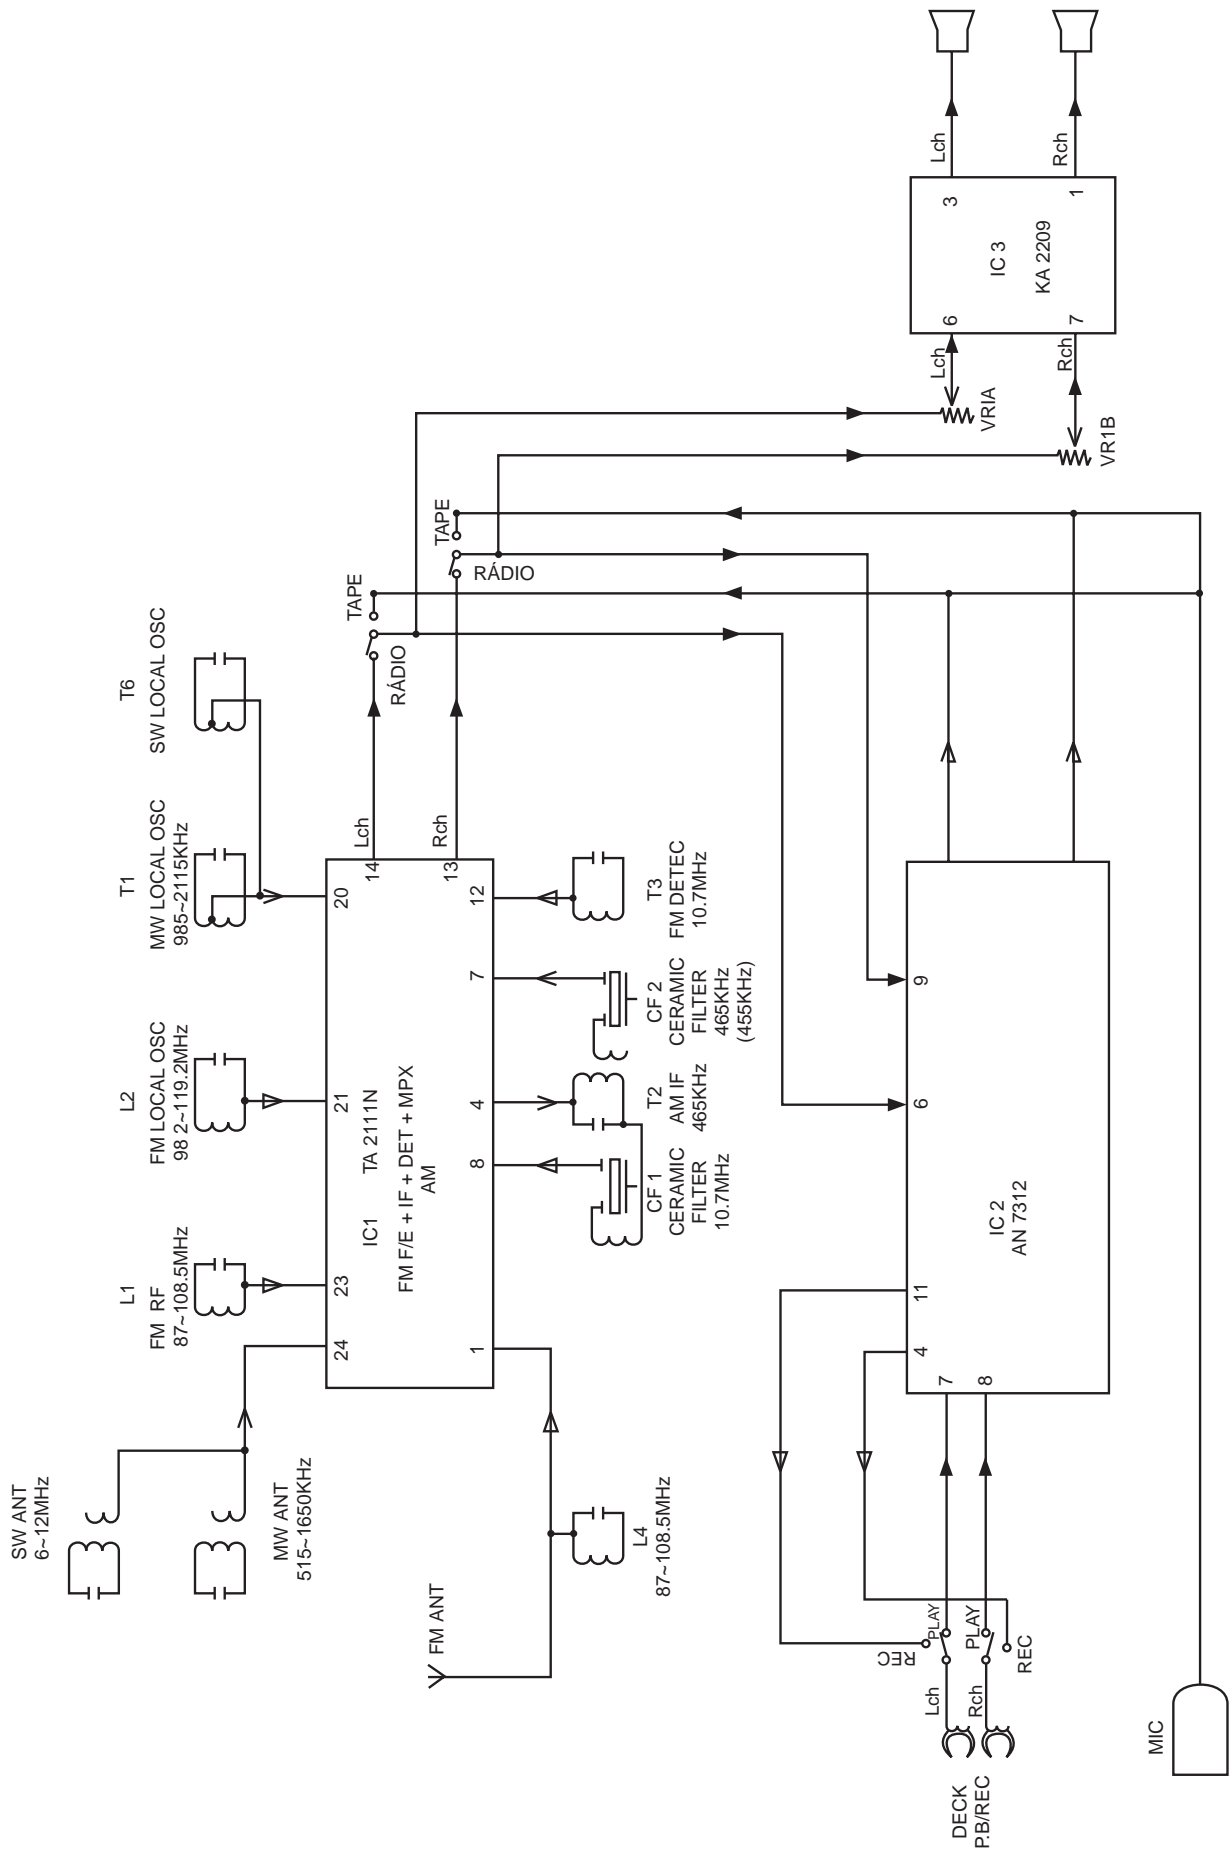 SW ANT
6~12MHz
MW ANT
515~1650KHz
L1
FM RF
87~108.5MHz
L2
FM LOCAL OSC
98 2~119.2MHz
T1
MW LOCAL OSC
985~2115KHz
T6
SW LOCAL OSC
24
23
21
20
IC1
TA 2111N
FM F/E + IF + DET + MPX
AM
14
Lch
13
Rch
1
8
4
7
12
FM ANT
L4
87~108.5MHz
CF 1
CERAMIC
FILTER
10.7MHz
T2
AM IF
465KHz
CF 2
CERAMIC
FILTER
465KHz
(455KHz)
T3
FM DETEC
10.7MHz
TAPE
RÁDIO
TAPE
RÁDIO
DECK
P.B/REC
Lch
Rch
REC
PLAY
PLAY
REC
7
8
4
11
6
9
IC 2
AN 7312
VRIA
VR1B
Lch
Rch
6
7
IC 3
KA 2209
3
1
Lch
Rch
MIC